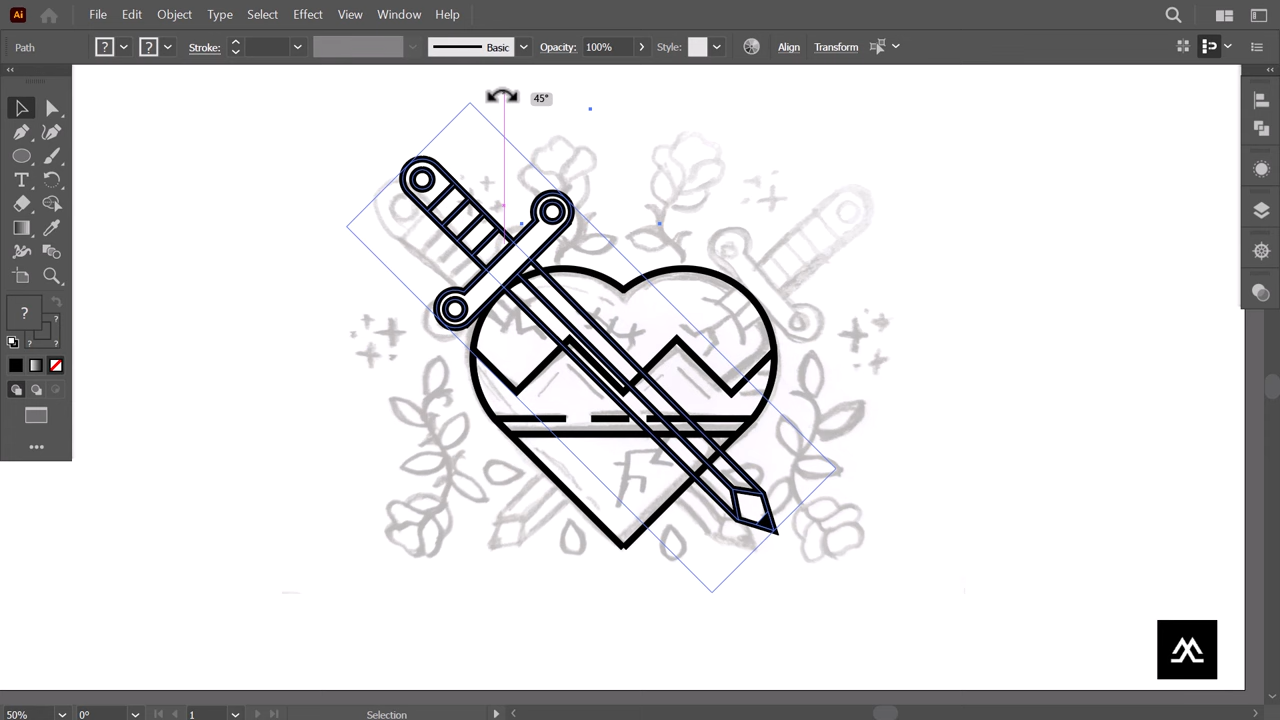 Ai File Edit Object Type Select Effect View Window Help
Path ? ? Stroke: Basic Opacity: 100% Style: Align Transform
45°
T
?
?
? ?
50% 0° 1 Selection